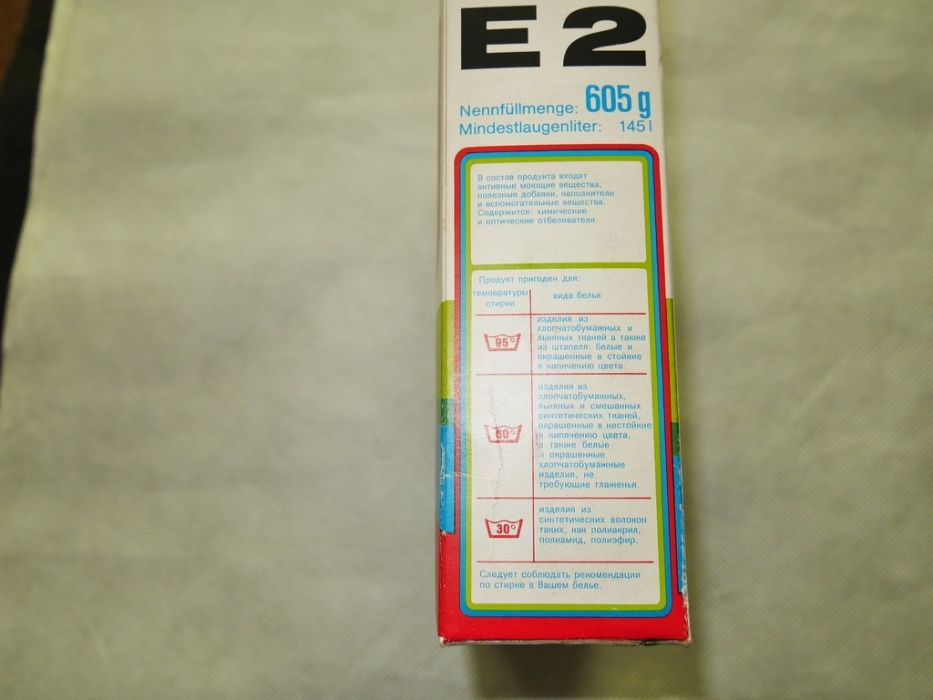 E 2
Nennfüllmenge: 605 g
Mindestlaugenliter: 145 l
В состав продукта входят
активные моющие вещества,
полезные добавки, наполнители
и вспомогательные вещества.
Содержится: химические
и оптические отбеливатели.
Продукт пригоден для:
температуры
стирки
вида белья
95°
изделия из
хлопчатобумажных и
льняных тканей а также
из штапеля: белые и
окрашенные в стойкие
в кипячению цвета.
изделия из
хлопчатобумажных,
льняных и смешанных
синтетических тканей,
окрашенные в нестойкие
в кипячению цвета,
а также белые
и окрашенные
хлопчатобумажные
изделия, не
требующие глаженья.
30°
изделия из
синтетических волокон
таких, как полиакрил,
полиамид, полиэфир.
Следует соблюдать рекомендации
по стирке в Вашем белье.